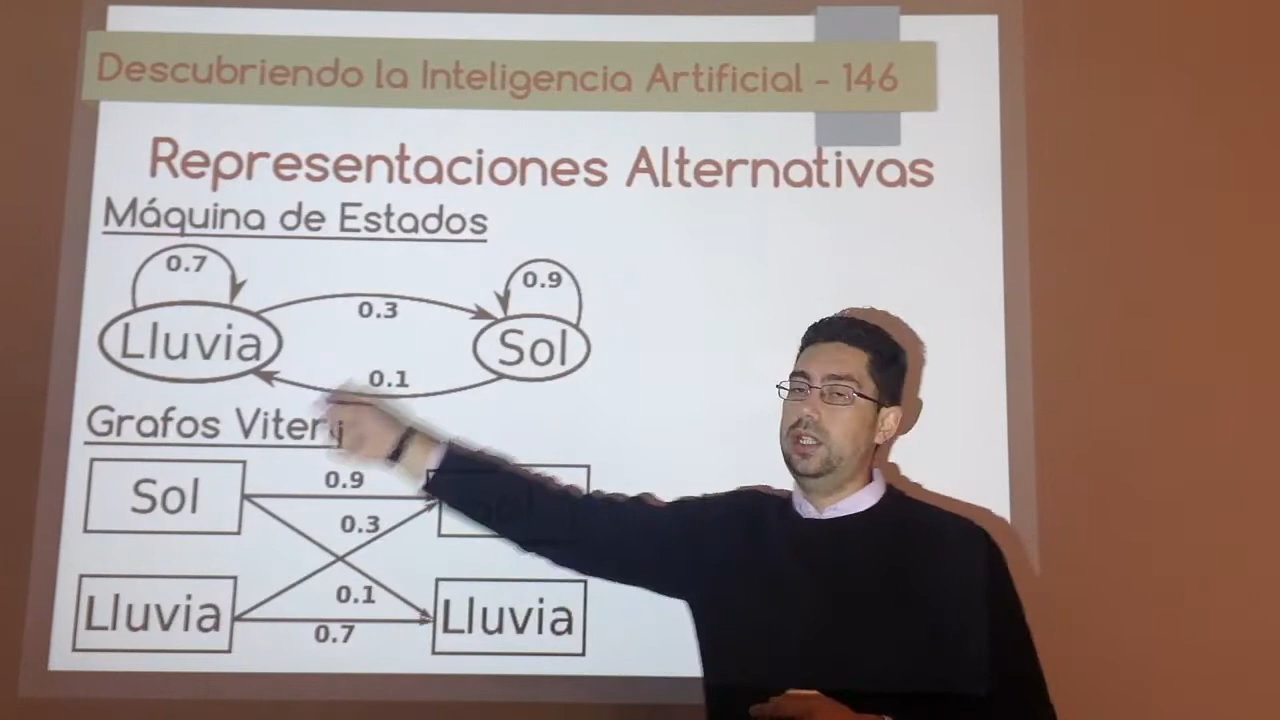 Descubriendo la Inteligencia Artificial - 146
Representaciones Alternativas
Máquina de Estados
0.7
0.9
0.3
Lluvia
Sol
0.1
Grafos
Sol
0.9
0.3
Lluvia
0.1
Lluvia
0.7